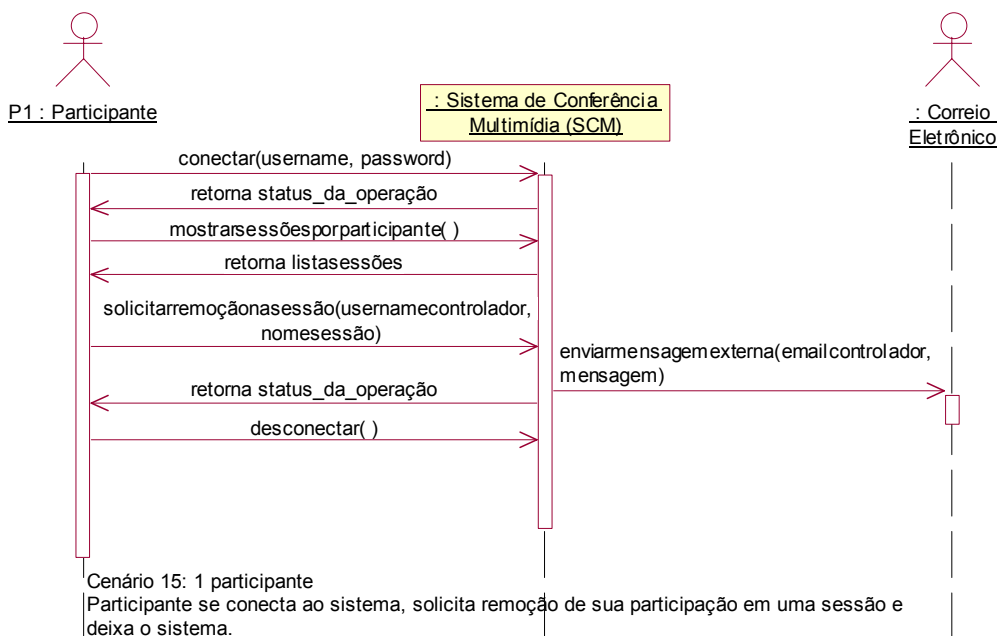 P1 : Participante
: Sistema de Conferência
Multimídia (SCM)
: Correio
Eletrônico
conectar(username, password)
retorna status_da_operação
mostrarsessõesporparticipante( )
retorna listasessões
solicitarremoçãonasessão(usernamecontrolador,
nomesessão)
enviarmensagemexterna(emailcontrolador,
mensagem)
retorna status_da_operação
desconectar( )
Cenário 15: 1 participante
Participante se conecta ao sistema, solicita remoção de sua participação em uma sessão e
deixa o sistema.